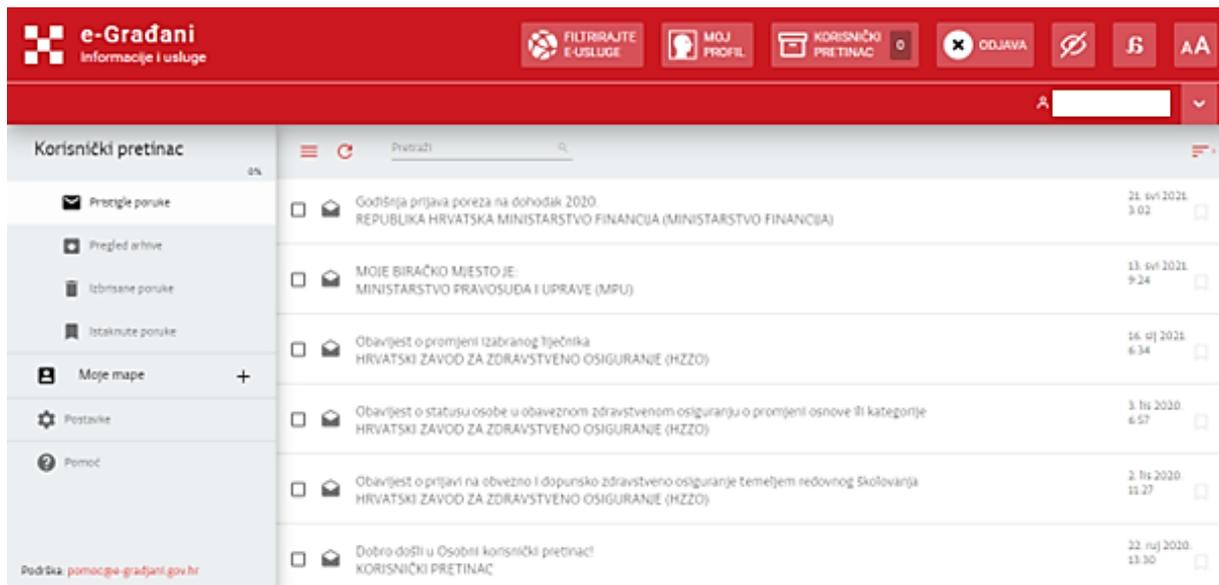 e-Građani
Informacije i usluge
FILTRIRAJTE
E-USLUGE
MOJ
PROFIL
KORISNIČKI
PRETINAC
0
ODJAVA
AA
Korisnički pretinac
0%
Pretraži
Pristigle poruke
Pregled arhive
Izbrisane poruke
Istaknute poruke
Moje mape +
Postavke
Pomoć
Podrška: pomoc@e-gradjani.gov.hr
Godišnja prijava poreza na dohodak 2020.
REPUBLIKA HRVATSKA MINISTARSTVO FINANCIJA (MINISTARSTVO FINANCIJA)
21. svi 2021.
3:02
MOJE BIRAČKO MJESTO JE:
MINISTARSTVO PRAVOSUĐA I UPRAVE (MPU)
13. svi 2021.
9:24
Obavijest o promjeni izabranog liječnika
HRVATSKI ZAVOD ZA ZDRAVSTVENO OSIGURANJE (HZZO)
16. sij 2021.
6:34
Obavijest o statusu osobe u obaveznom zdravstvenom osiguranju o promjeni osnove ili kategorije
HRVATSKI ZAVOD ZA ZDRAVSTVENO OSIGURANJE (HZZO)
3. lis 2020.
6:57
Obavijest o prijavi na obvezno i dopunsko zdravstveno osiguranje temeljem redovnog školovanja
HRVATSKI ZAVOD ZA ZDRAVSTVENO OSIGURANJE (HZZO)
2. lis 2020.
11:27
Dobro došli u Osobni korisnički pretinac!
KORISNIČKI PRETINAC
22. ruj 2020.
13:30